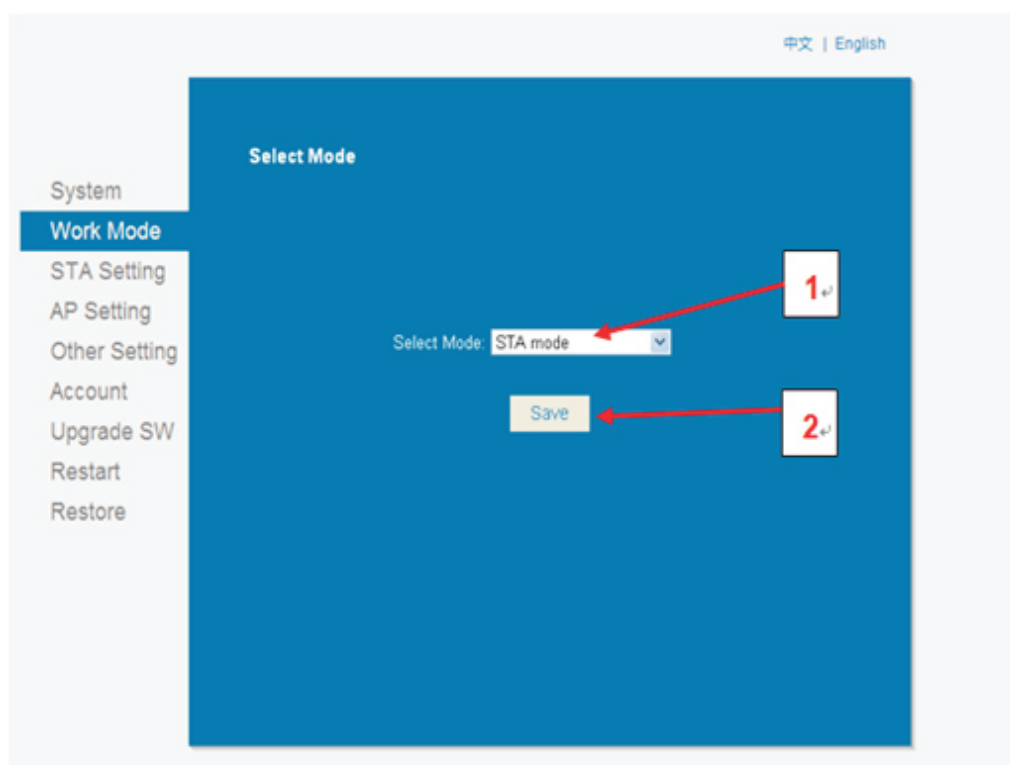 中文 | English
Select Mode
System
Work Mode
STA Setting
AP Setting
Other Setting
Account
Upgrade SW
Restart
Restore
1
Select Mode: STA mode
Save
2